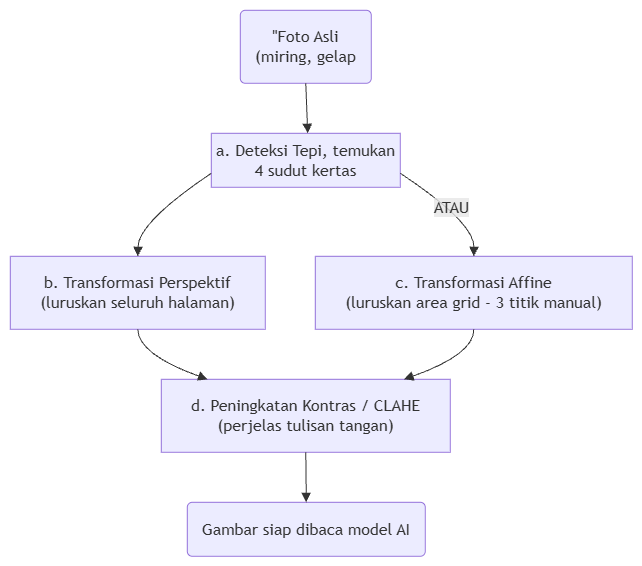 "Foto Asli
(miring, gelap
a. Deteksi Tepi, temukan
4 sudut kertas
ATAU
b. Transformasi Perspektif
(luruskan seluruh halaman)
c. Transformasi Affine
(luruskan area grid - 3 titik manual)
d. Peningkatan Kontras / CLAHE
(perjelas tulisan tangan)
Gambar siap dibaca model AI